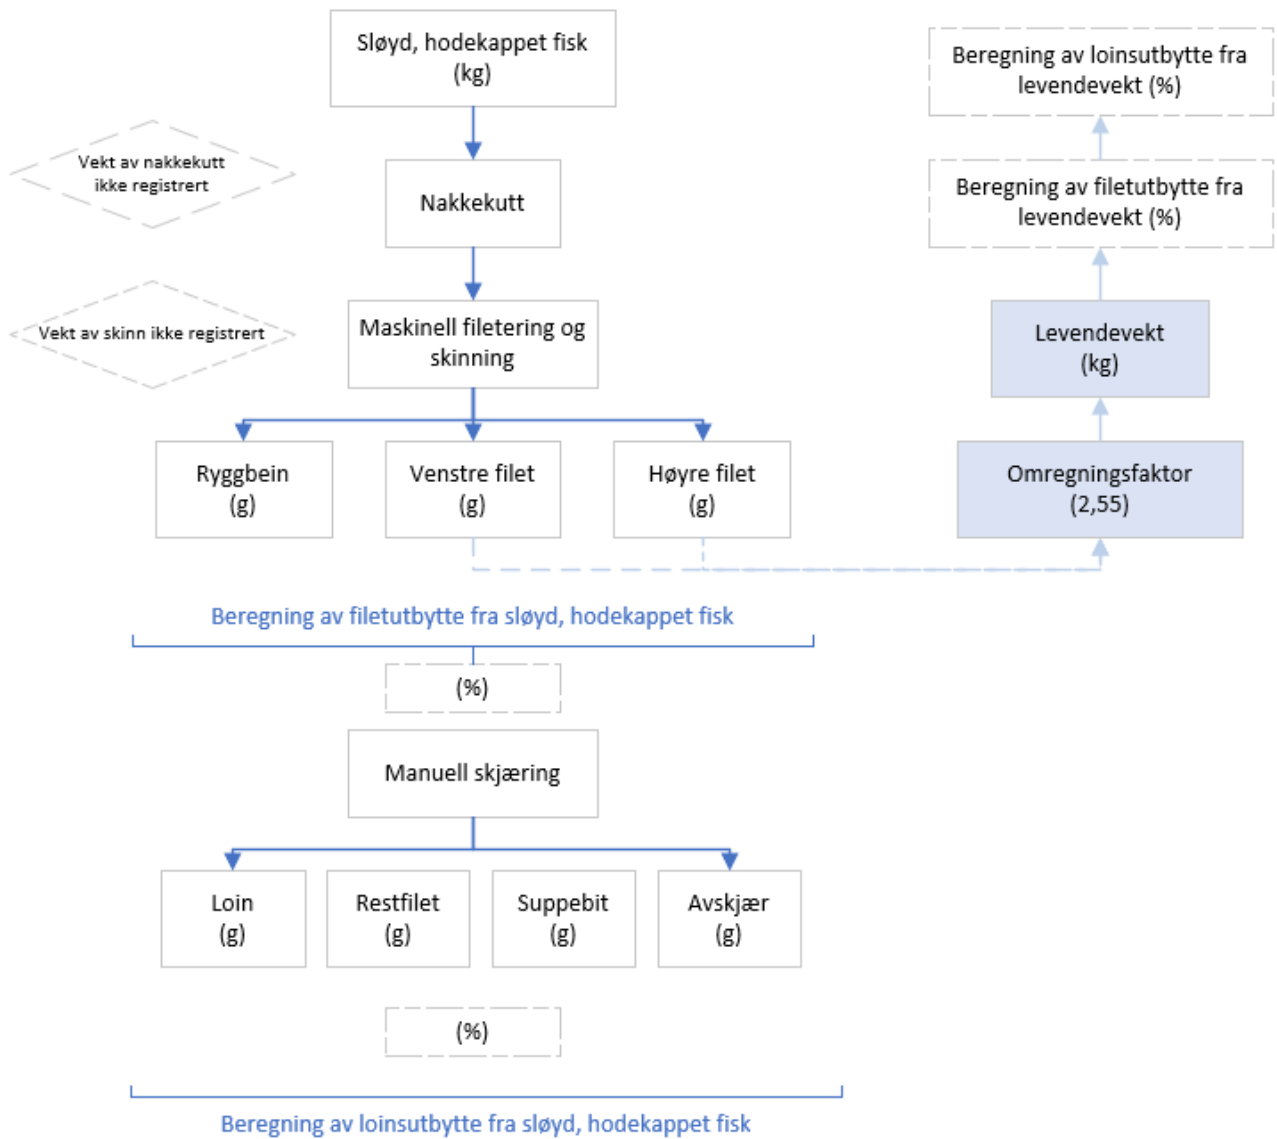 Sløyd, hodekappet fisk
(kg)
Beregning av loinsutbytte fra
levendevekt (%)
Vekt av nakkekutt
ikke registrert
Nakkekutt
Beregning av filetutbytte fra
levendevekt (%)
Vekt av skinn ikke registrert
Maskinell filetering og
skinning
Levendevekt
(kg)
Ryggbein
(g)
Venstre filet
(g)
Høyre filet
(g)
Omregningsfaktor
(2,55)
Beregning av filetutbytte fra sløyd, hodekappet fisk
(%)
Manuell skjæring
Loin
(g)
Restfilet
(g)
Suppebit
(g)
Avskjær
(g)
(%)
Beregning av loinsutbytte fra sløyd, hodekappet fisk